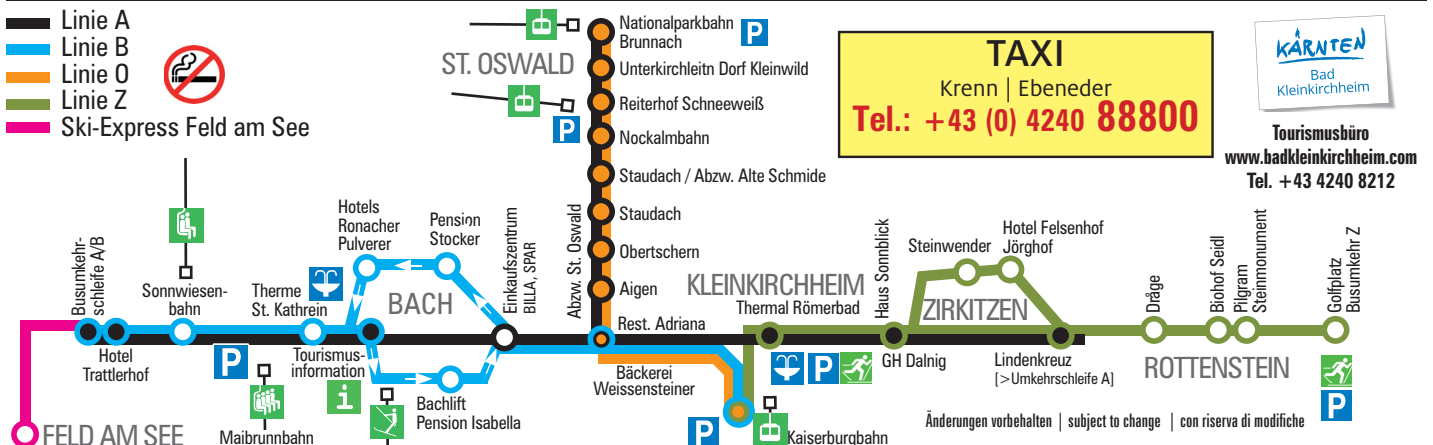 Linie A
Linie B
Linie O
Linie Z
Ski-Express Feld am See
ST. OSWALD
Nationalparkbahn
Brunnach
P
Unterkirchleitn Dorf Kleinwild
Reiterhof Schneeweiß
P
Nockalmbahn
Staudach / Abzw. Alte Schmide
Staudach
Obertschern
Aigen
Abzw. St. Oswald
Rest. Adriana
TAXI
Krenn | Ebeneder
Tel.: +43 (0) 4240 88800
KÄRNTEN
Bad
Kleinkirchheim
Tourismusbüro
www.badkleinkirchheim.com
Tel. +43 4240 8212
Busumkehr-
schleife A/B
Hotel
Trattlerhof
Sonnwiesen-
bahn
P
Therme
St. Kathrein
Tourismus-
information
i
Hotels
Ronacher
Pulverer
Pension
Stocker
BACH
Einkaufszentrum
BILLA, SPAR
Bachlift
Pension Isabella
Maibrunnbahn
FELD AM SEE
Bäckerei
Weissensteiner
P
Kaiserburgbahn
KLEINKIRCHHEIM
Thermal Römerbad
P
Haus Sonnblick
GH Dalnig
Steinwender
Hotel Felsenhof
Jörghof
ZIRKITZEN
Lindenkreuz
[>Umkehrschleife A]
Dråge
Biohof Seidl
Pilgram
Steinmonument
Golfplatz
Busumkehr Z
ROTTENSTEIN
P
Änderungen vorbehalten | subject to change | con riserva di modifiche